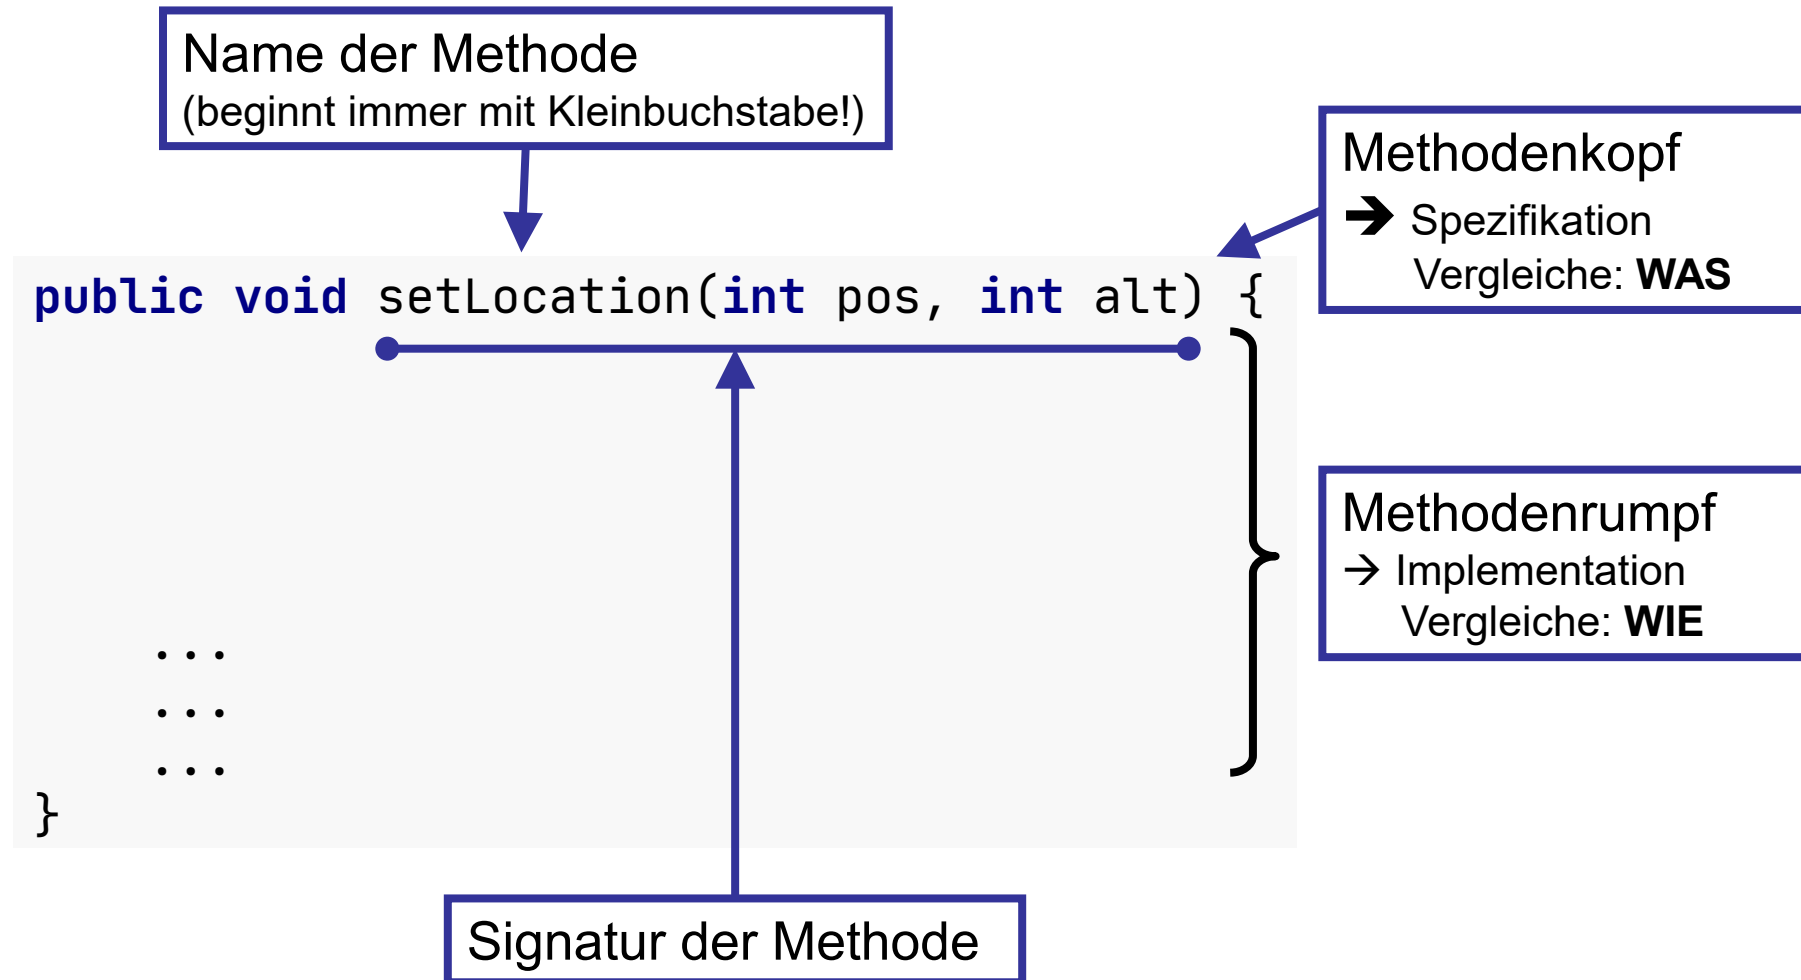 Name der Methode
(beginnt immer mit Kleinbuchstabe!)
Methodenkopf
➔ Spezifikation
Vergleiche: WAS
public void setLocation(int pos, int alt) {
...
...
...
}
Methodenrumpf
→ Implementation
Vergleiche: WIE
Signatur der Methode